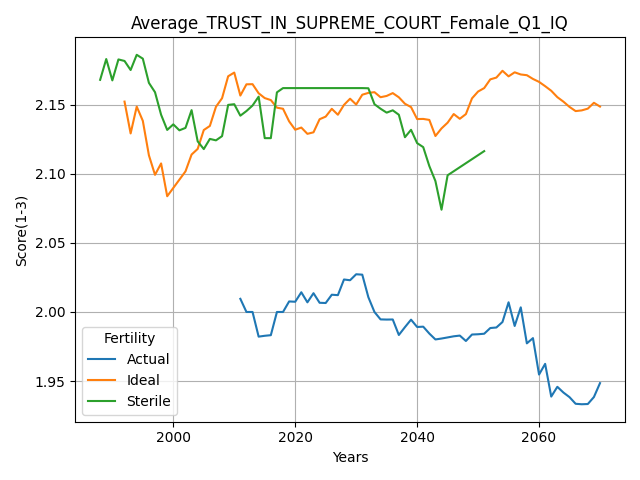 Average_TRUST_IN_SUPREME_COURT_Female_Q1_IQ
Score(1-3)
2.15
2.10
2.05
2.00
1.95
Fertility
Actual
Ideal
Sterile
2000
2020
2040
2060
Years